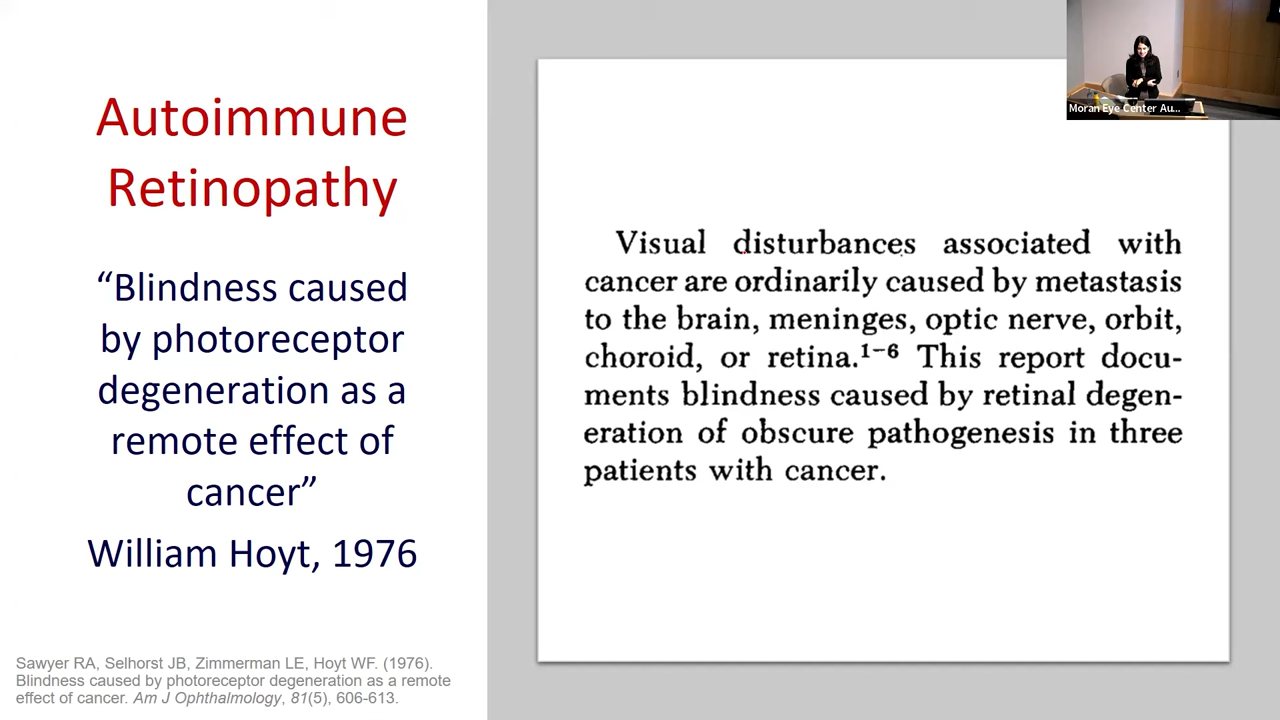 Autoimmune
Retinopathy
“Blindness caused
by photoreceptor
degeneration as a
remote effect of
cancer”
William Hoyt, 1976
Sawyer RA, Selhorst JB, Zimmerman LE, Hoyt WF. (1976).
Blindness caused by photoreceptor degeneration as a remote
effect of cancer. Am J Ophthalmology, 81(5), 606-613.
Visual disturbances associated with
cancer are ordinarily caused by metastasis
to the brain, meninges, optic nerve, orbit,
choroid, or retina.¹⁻⁶ This report docu-
ments blindness caused by retinal degen-
eration of obscure pathogenesis in three
patients with cancer.
Moran Eye Center Au...